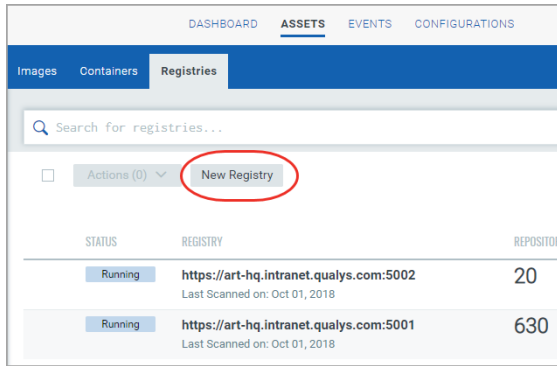 DASHBOARD ASSETS EVENTS CONFIGURATIONS
Images Containers Registries
Search for registries...
Actions (0) New Registry
STATUS REGISTRY
Running https://art-hq.intranet.qualys.com:5002 20
Last Scanned on: Oct 01, 2018
Running https://art-hq.intranet.qualys.com:5001 630
Last Scanned on: Oct 01, 2018